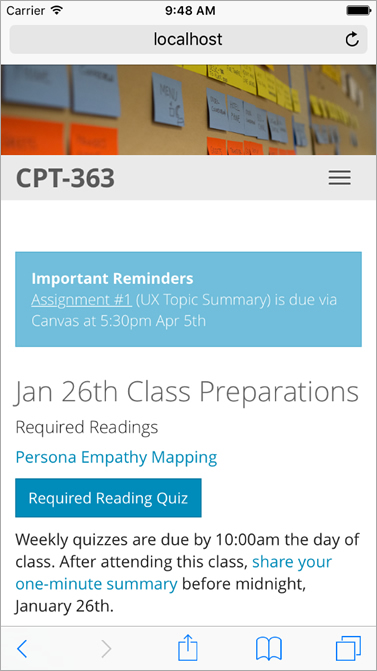 Carrier 9:48 AM
localhost
MENU
CPT-363
Important Reminders
Assignment #1 (UX Topic Summary) is due via
Canvas at 5:30pm Apr 5th
Jan 26th Class Preparations
Required Readings
Persona Empathy Mapping
Required Reading Quiz
Weekly quizzes are due by 10:00am the day of
class. After attending this class, share your
one-minute summary before midnight,
January 26th.